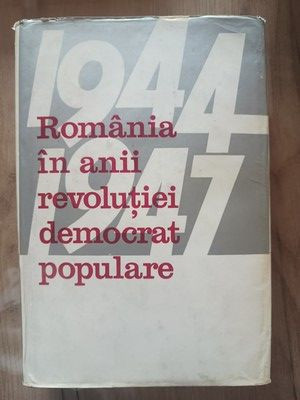 1944
România
în anii
1947
revoluției
democrat
populare